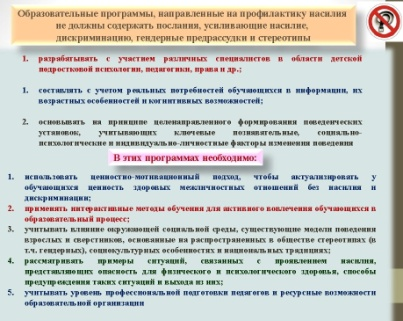 Образовательные программы, направленные на профилактику насилия
не должны содержать послания, усиливающие насилие,
дискриминацию, гендерные предрассудки и стереотипы
1. разрабатывать с участием различных специалистов в области детской
подростковой психологии, педагогики, права и др.;
1. составлять с учетом реальных потребностей обучающихся в информации, их
возрастных особенностей и когнитивных возможностей;
2. основывать на принципе целенаправленного формирования поведенческих
установок, учитывающих ключевые познавательные, социально-
психологические и индивидуально-личностные факторы изменения поведения
В этих программах необходимо:
1. использовать ценностно-мотивационный подход, чтобы актуализировать у
обучающихся ценность здоровых межличностных отношений без насилия и
дискриминации;
2. применять интерактивные методы обучения для активного вовлечения обучающихся в
образовательный процесс;
3. учитывать влияние окружающей социальной среды, существующие модели поведения
взрослых и сверстников, основанные на распространенных в обществе стереотипах (в
т.ч. гендерных), социокультурных особенностях и национальных традициях;
4. рассматривать примеры ситуаций, связанных с проявлением насилия,
представляющих опасность для физического и психологического здоровья, способы
предупреждения таких ситуаций и выхода из них;
5. учитывать уровень профессиональной подготовки педагогов и ресурсные возможности
образовательной организации